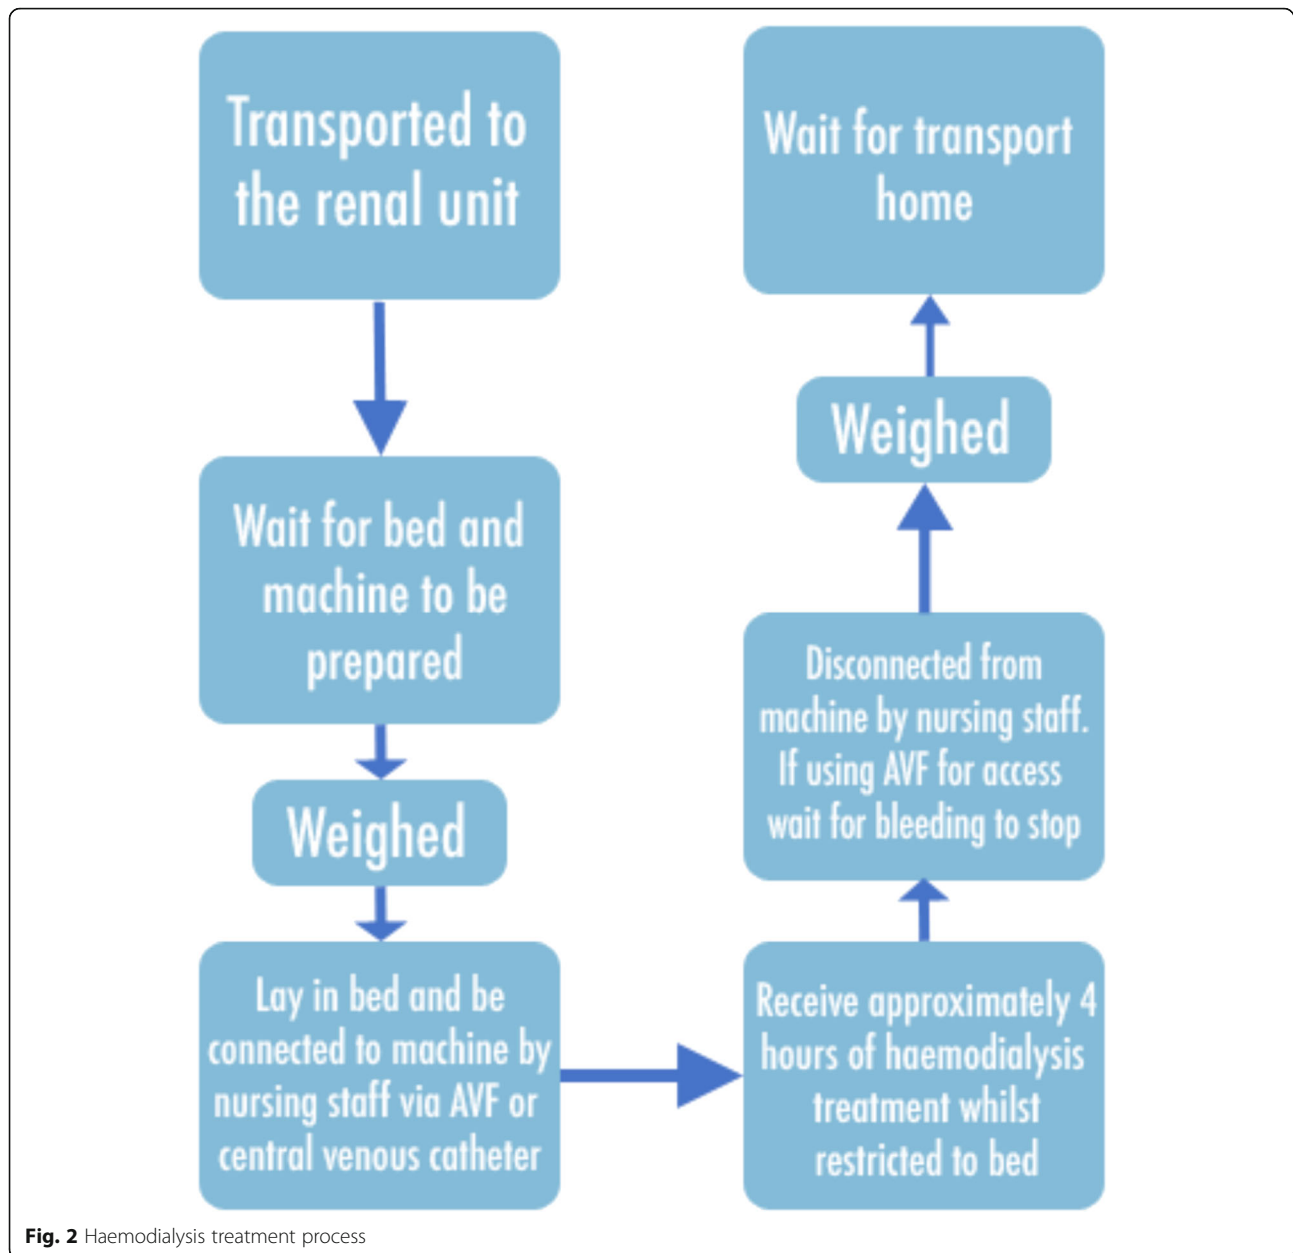 Transported to
the renal unit
Wait for bed and
machine to be
prepared
Weighed
Lay in bed and be
connected to machine by
nursing staff via AVF or
central venous catheter
Receive approximately 4
hours of haemodialysis
treatment whilst
restricted to bed
Disconnected from
machine by nursing staff.
If using AVF for access
wait for bleeding to stop
Weighed
Wait for transport
home
Fig. 2 Haemodialysis treatment process